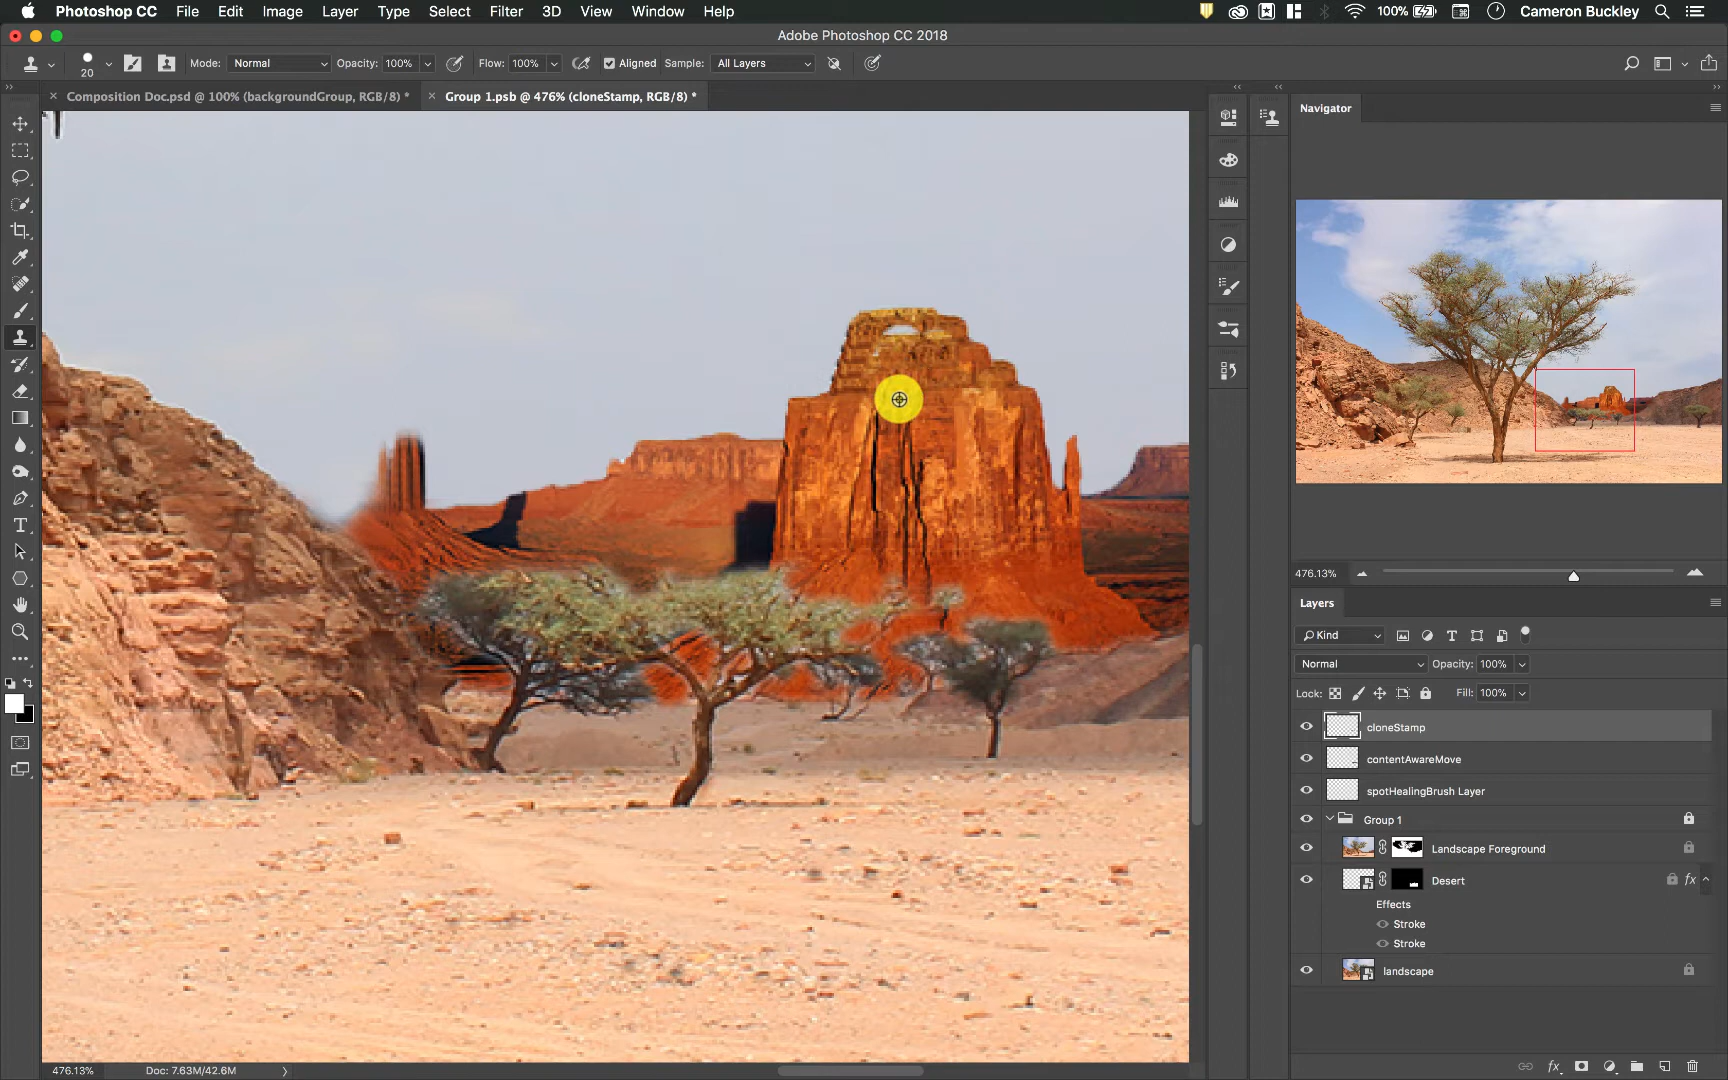 Photoshop CC File Edit Image Layer Type Select Filter 3D View Window Help 100% Cameron Buckley
Adobe Photoshop CC 2018
20 Mode: Normal Opacity: 100% Flow: 100% Aligned Sample: All Layers
Composition Doc.psd @ 100% (backgroundGroup, RGB/8) * Group 1.psb @ 476% (cloneStamp, RGB/8) *
Navigator
476.13%
Layers
Kind
Normal Opacity: 100%
Lock: Fill: 100%
cloneStamp
contentAwareMove
spotHealingBrush Layer
Group 1
Landscape Foreground
Desert fx
Effects
Stroke
Stroke
landscape
476.13% Doc: 7.63M/42.6M
fx